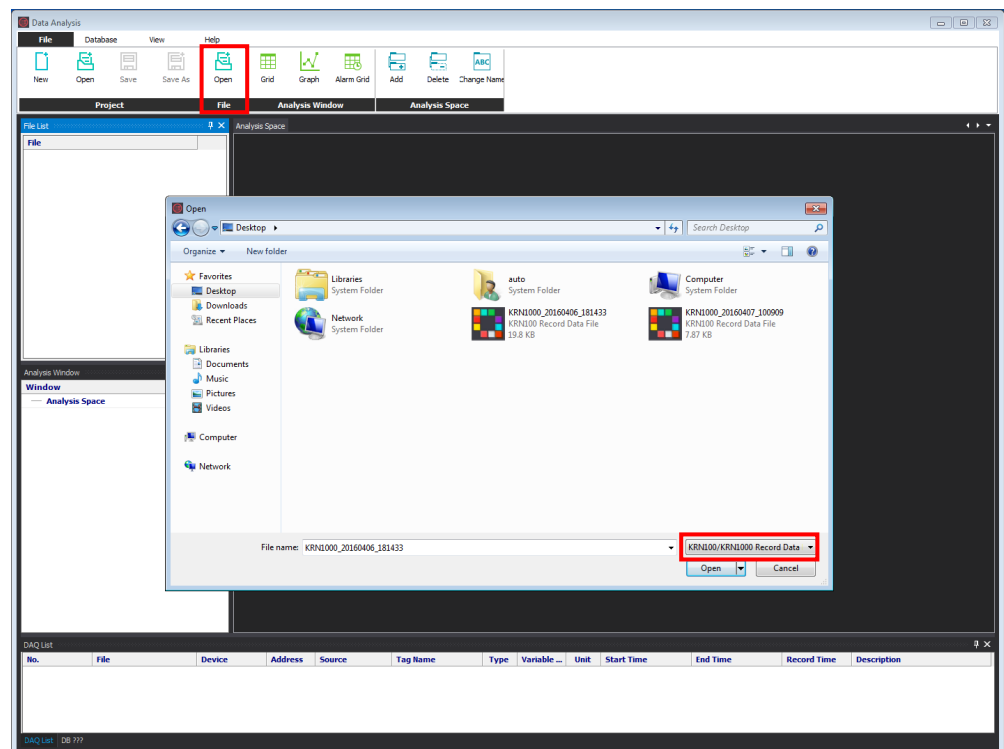 Data Analysis
File Database View Help
New Open Save Save As Open Grid Graph Alarm Grid Add Delete Change Name
ABC
Project File Analysis Window Analysis Space
File List
Analysis Space
File
Open
Desktop
Search Desktop
Organize New folder
Favorites
Desktop
Downloads
Recent Places
Libraries
Documents
Music
Pictures
Videos
Computer
Network
Libraries
System Folder
auto
System Folder
Computer
System Folder
Network
System Folder
KRN1000_20160406_181433
KRN100 Record Data File
19.8 KB
KRN1000_20160407_100909
KRN100 Record Data File
7.87 KB
File name: KRN1000_20160406_181433
KRN100/KRN1000 Record Data
Open Cancel
Analysis Window
Window
Analysis Space
DAQ List
No. File Device Address Source Tag Name Type Variable ... Unit Start Time End Time Record Time Description
DAQ List DB ???